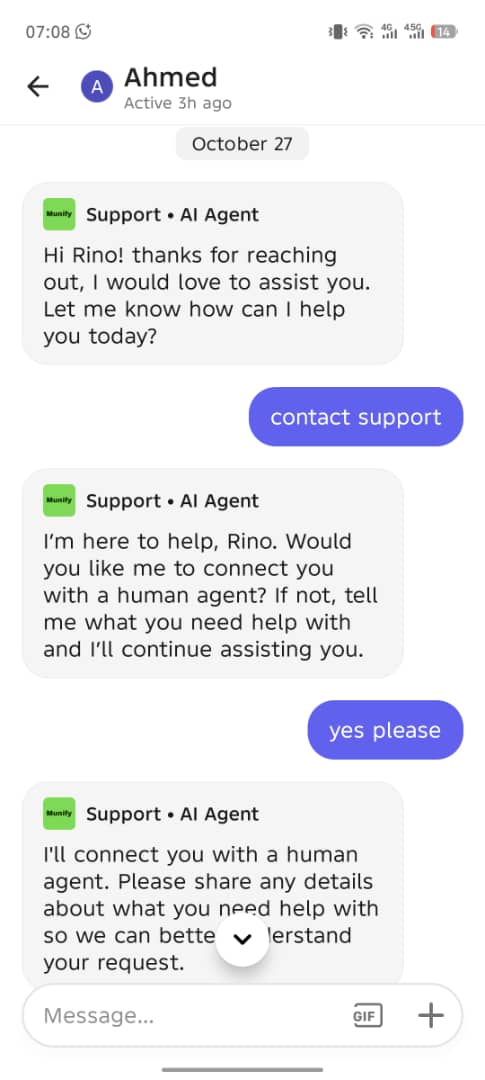 07:08
4G 4.5G 14
A Ahmed
Active 3h ago
October 27
Munify Support • AI Agent
Hi Rino! thanks for reaching
out, I would love to assist you.
Let me know how can I help
you today?
contact support
Munify Support • AI Agent
I'm here to help, Rino. Would
you like me to connect you
with a human agent? If not, tell
me what you need help with
and I'll continue assisting you.
yes please
Munify Support • AI Agent
I'll connect you with a human
agent. Please share any details
about what you need help with
so we can bette erstand
your request.
Message...
GIF